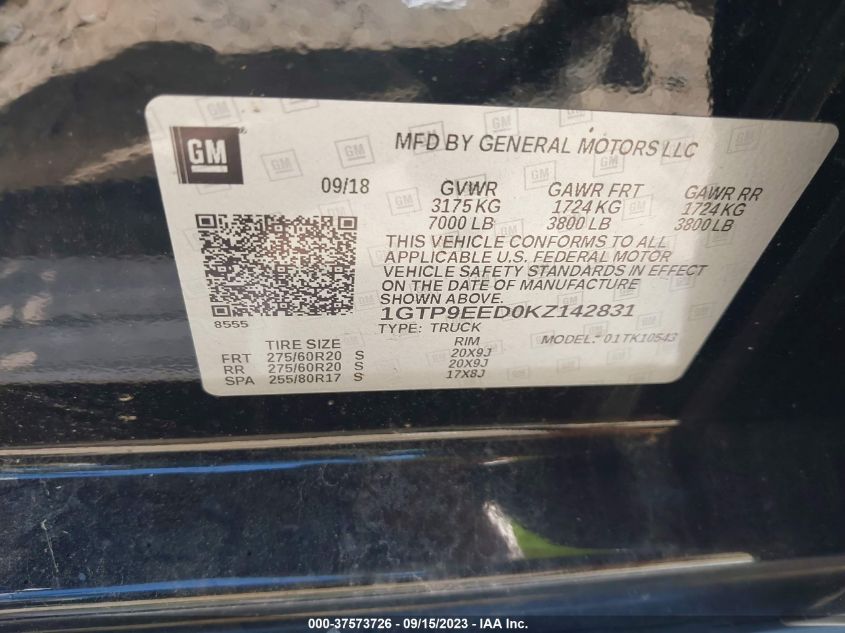 GM
MFD BY GENERAL MOTORS LLC
09/18 GVWR GAWR FRT GAWR RR
3175 KG 1724 KG 1724 KG
7000 LB 3800 LB 3800 LB
THIS VEHICLE CONFORMS TO ALL
APPLICABLE U.S. FEDERAL MOTOR
VEHICLE SAFETY STANDARDS IN EFFECT
ON THE DATE OF MANUFACTURE
SHOWN ABOVE.
8555
1GTP9EED0KZ142831
TYPE: TRUCK MODEL: 01TK10543
TIRE SIZE RIM
FRT 275/60R20 S 20X9J
RR 275/60R20 S 20X9J
SPA 255/80R17 S 17X8J
000-37573726 - 09/15/2023 - IAA Inc.